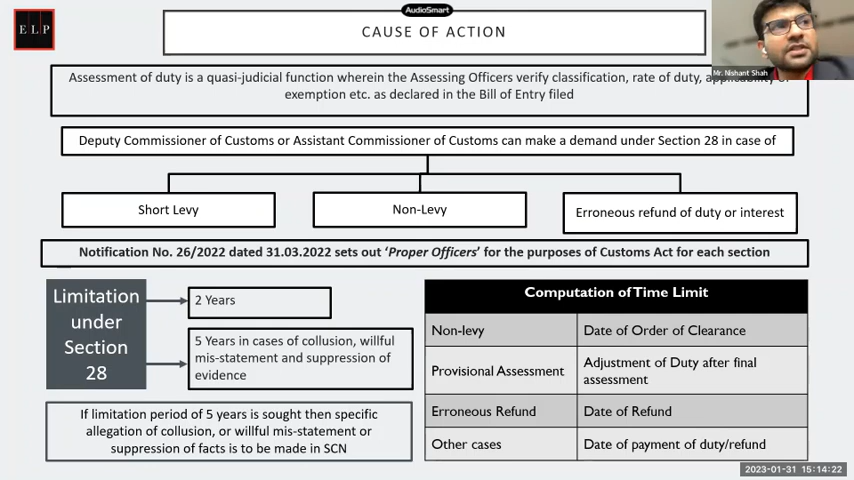 AudioSmart
ELP
CAUSE OF ACTION
Mr. Nishant Shah
Assessment of duty is a quasi-judicial function wherein the Assessing Officers verify classification, rate of duty,
exemption etc. as declared in the Bill of Entry filed
Deputy Commissioner of Customs or Assistant Commissioner of Customs can make a demand under Section 28 in case of
Short Levy
Non-Levy
Erroneous refund of duty or interest
Notification No. 26/2022 dated 31.03.2022 sets out ‘Proper Officers’ for the purposes of Customs Act for each section
Limitation
under
Section
28
2 Years
5 Years in cases of collusion, willful
mis-statement and suppression of
evidence
If limitation period of 5 years is sought then specific
allegation of collusion, or willful mis-statement or
suppression of facts is to be made in SCN
Computation of Time Limit
Non-levy
Date of Order of Clearance
Provisional Assessment
Adjustment of Duty after final
assessment
Erroneous Refund
Date of Refund
Other cases
Date of payment of duty/refund
2023-01-31 15:14:22